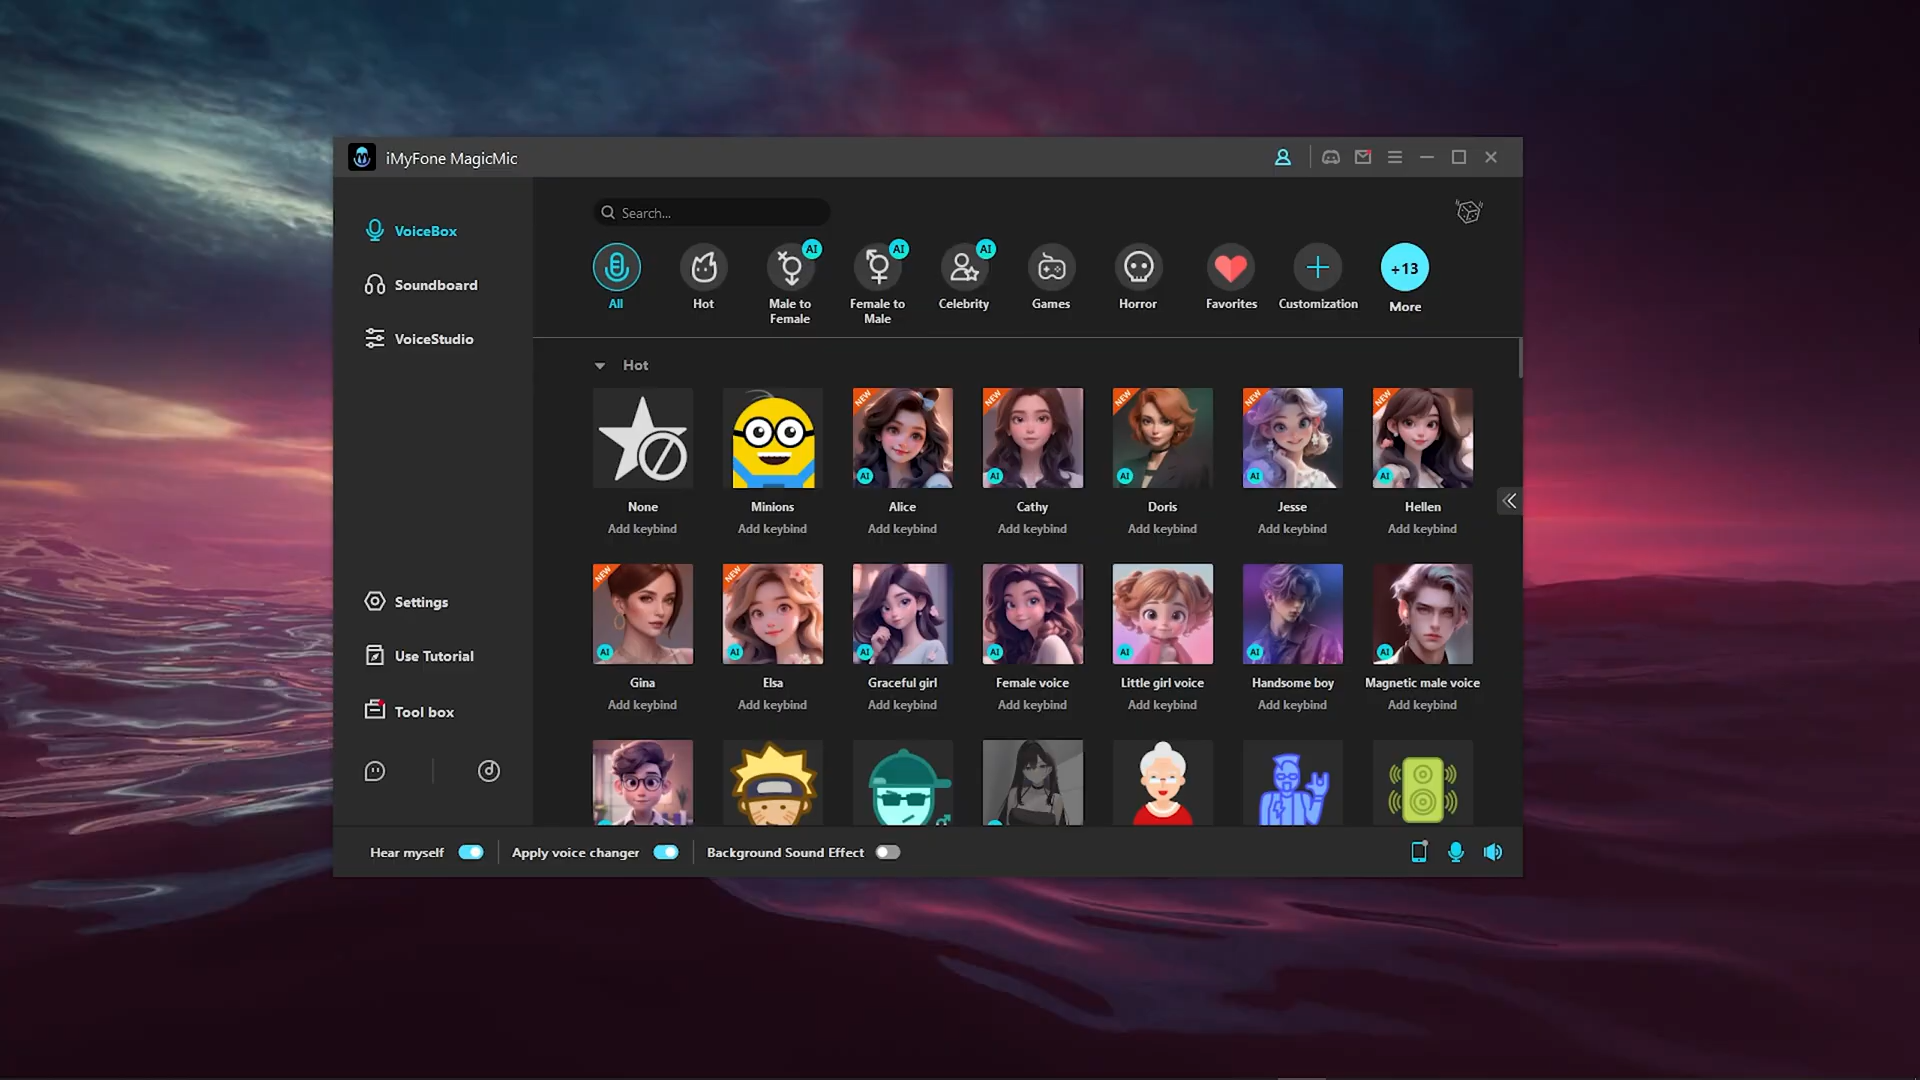 iMyFone MagicMic
VoiceBox
Soundboard
VoiceStudio
Settings
Use Tutorial
Tool box
Search...
AI
AI
AI
+13
All
Hot
Male to
Female
Female to
Male
Celebrity
Games
Horror
Favorites
Customization
More
Hot
NEW
NEW
NEW
NEW
NEW
AI
AI
AI
AI
AI
None
Minions
Alice
Cathy
Doris
Jesse
Hellen
Add keybind
Add keybind
Add keybind
Add keybind
Add keybind
Add keybind
Add keybind
NEW
NEW
AI
AI
AI
AI
AI
AI
AI
Gina
Elsa
Graceful girl
Female voice
Little girl voice
Handsome boy
Magnetic male voice
Add keybind
Add keybind
Add keybind
Add keybind
Add keybind
Add keybind
Add keybind
Hear myself
Apply voice changer
Background Sound Effect